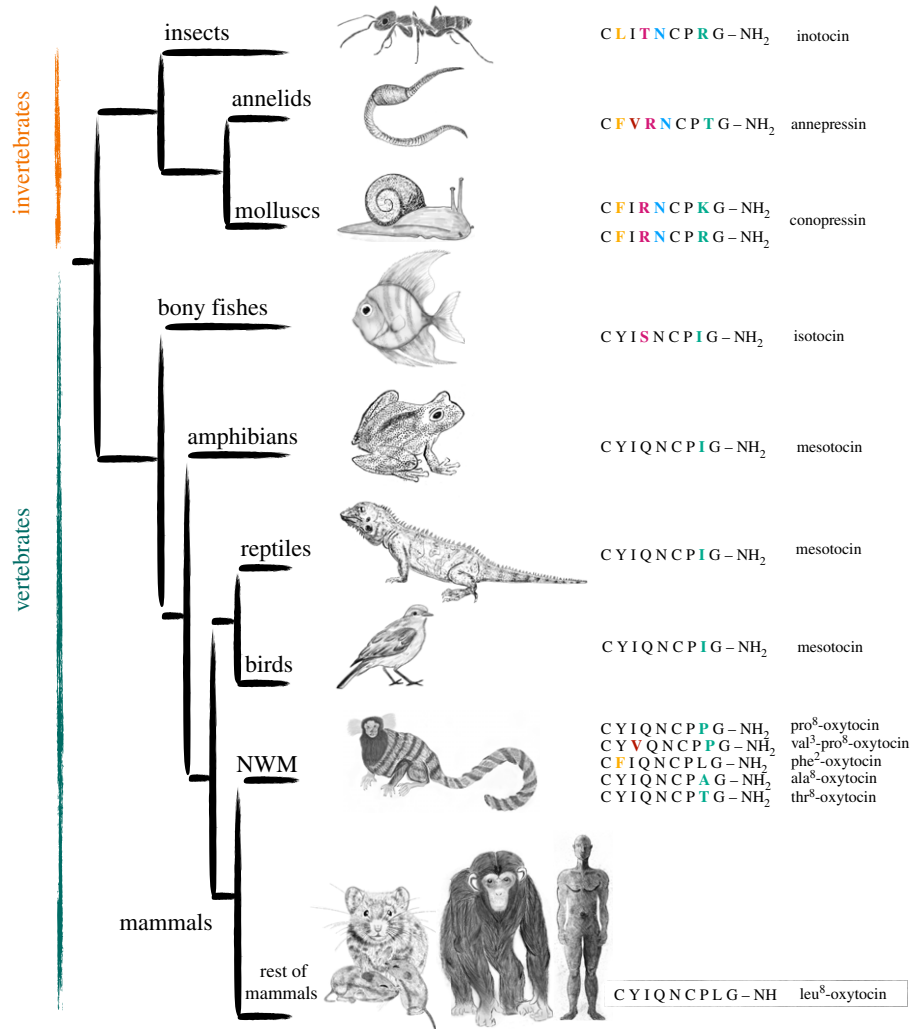 insects
C L I T N C P R G – NH₂ inotocin
annelids
C F V R N C P T G – NH₂ annepressin
invertebrates
molluscs
C F I R N C P K G – NH₂
conopressin
C F I R N C P R G – NH₂
bony fishes
C Y I S N C P I G – NH₂ isotocin
amphibians
C Y I Q N C P I G – NH₂ mesotocin
vertebrates
reptiles
C Y I Q N C P I G – NH₂ mesotocin
birds
C Y I Q N C P I G – NH₂ mesotocin
NWM
C Y I Q N C P P G – NH₂ pro⁸-oxytocin
C Y V Q N C P P G – NH₂ val³-pro⁸-oxytocin
C F I Q N C P L G – NH₂ phe²-oxytocin
C Y I Q N C P A G – NH₂ ala⁸-oxytocin
C Y I Q N C P T G – NH₂ thr⁸-oxytocin
mammals
rest of
mammals
C Y I Q N C P L G – NH leu⁸-oxytocin